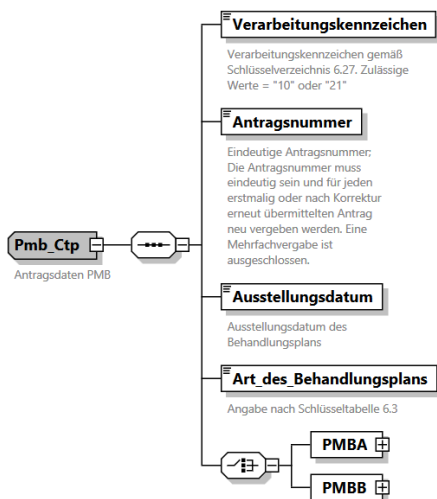 Verarbeitungskennzeichen
Verarbeitungskennzeichen gemäß
Schlüsselverzeichnis 6.27. Zulässige
Werte = "10" oder "21"
Antragsnummer
Eindeutige Antragsnummer;
Die Antragsnummer muss
eindeutig sein und für jeden
erstmalig oder nach Korrektur
erneut übermittelten Antrag
neu vergeben werden. Eine
Mehrfachvergabe ist
ausgeschlossen.
Pmb_Ctp
Antragsdaten PMB
Ausstellungsdatum
Ausstellungsdatum des
Behandlungsplans
Art_des_Behandlungsplans
Angabe nach Schlüsseltabelle 6.3
PMBA
PMBB